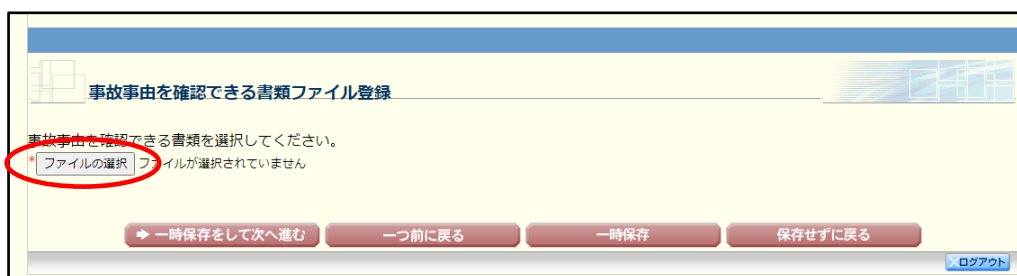 事故事由を確認できる書類ファイル登録
事故事由を確認できる書類を選択してください。
*ファイルの選択 ファイルが選択されていません
➡ 一時保存をして次へ進む 一つ前に戻る 一時保存 保存せずに戻る
×ログアウト